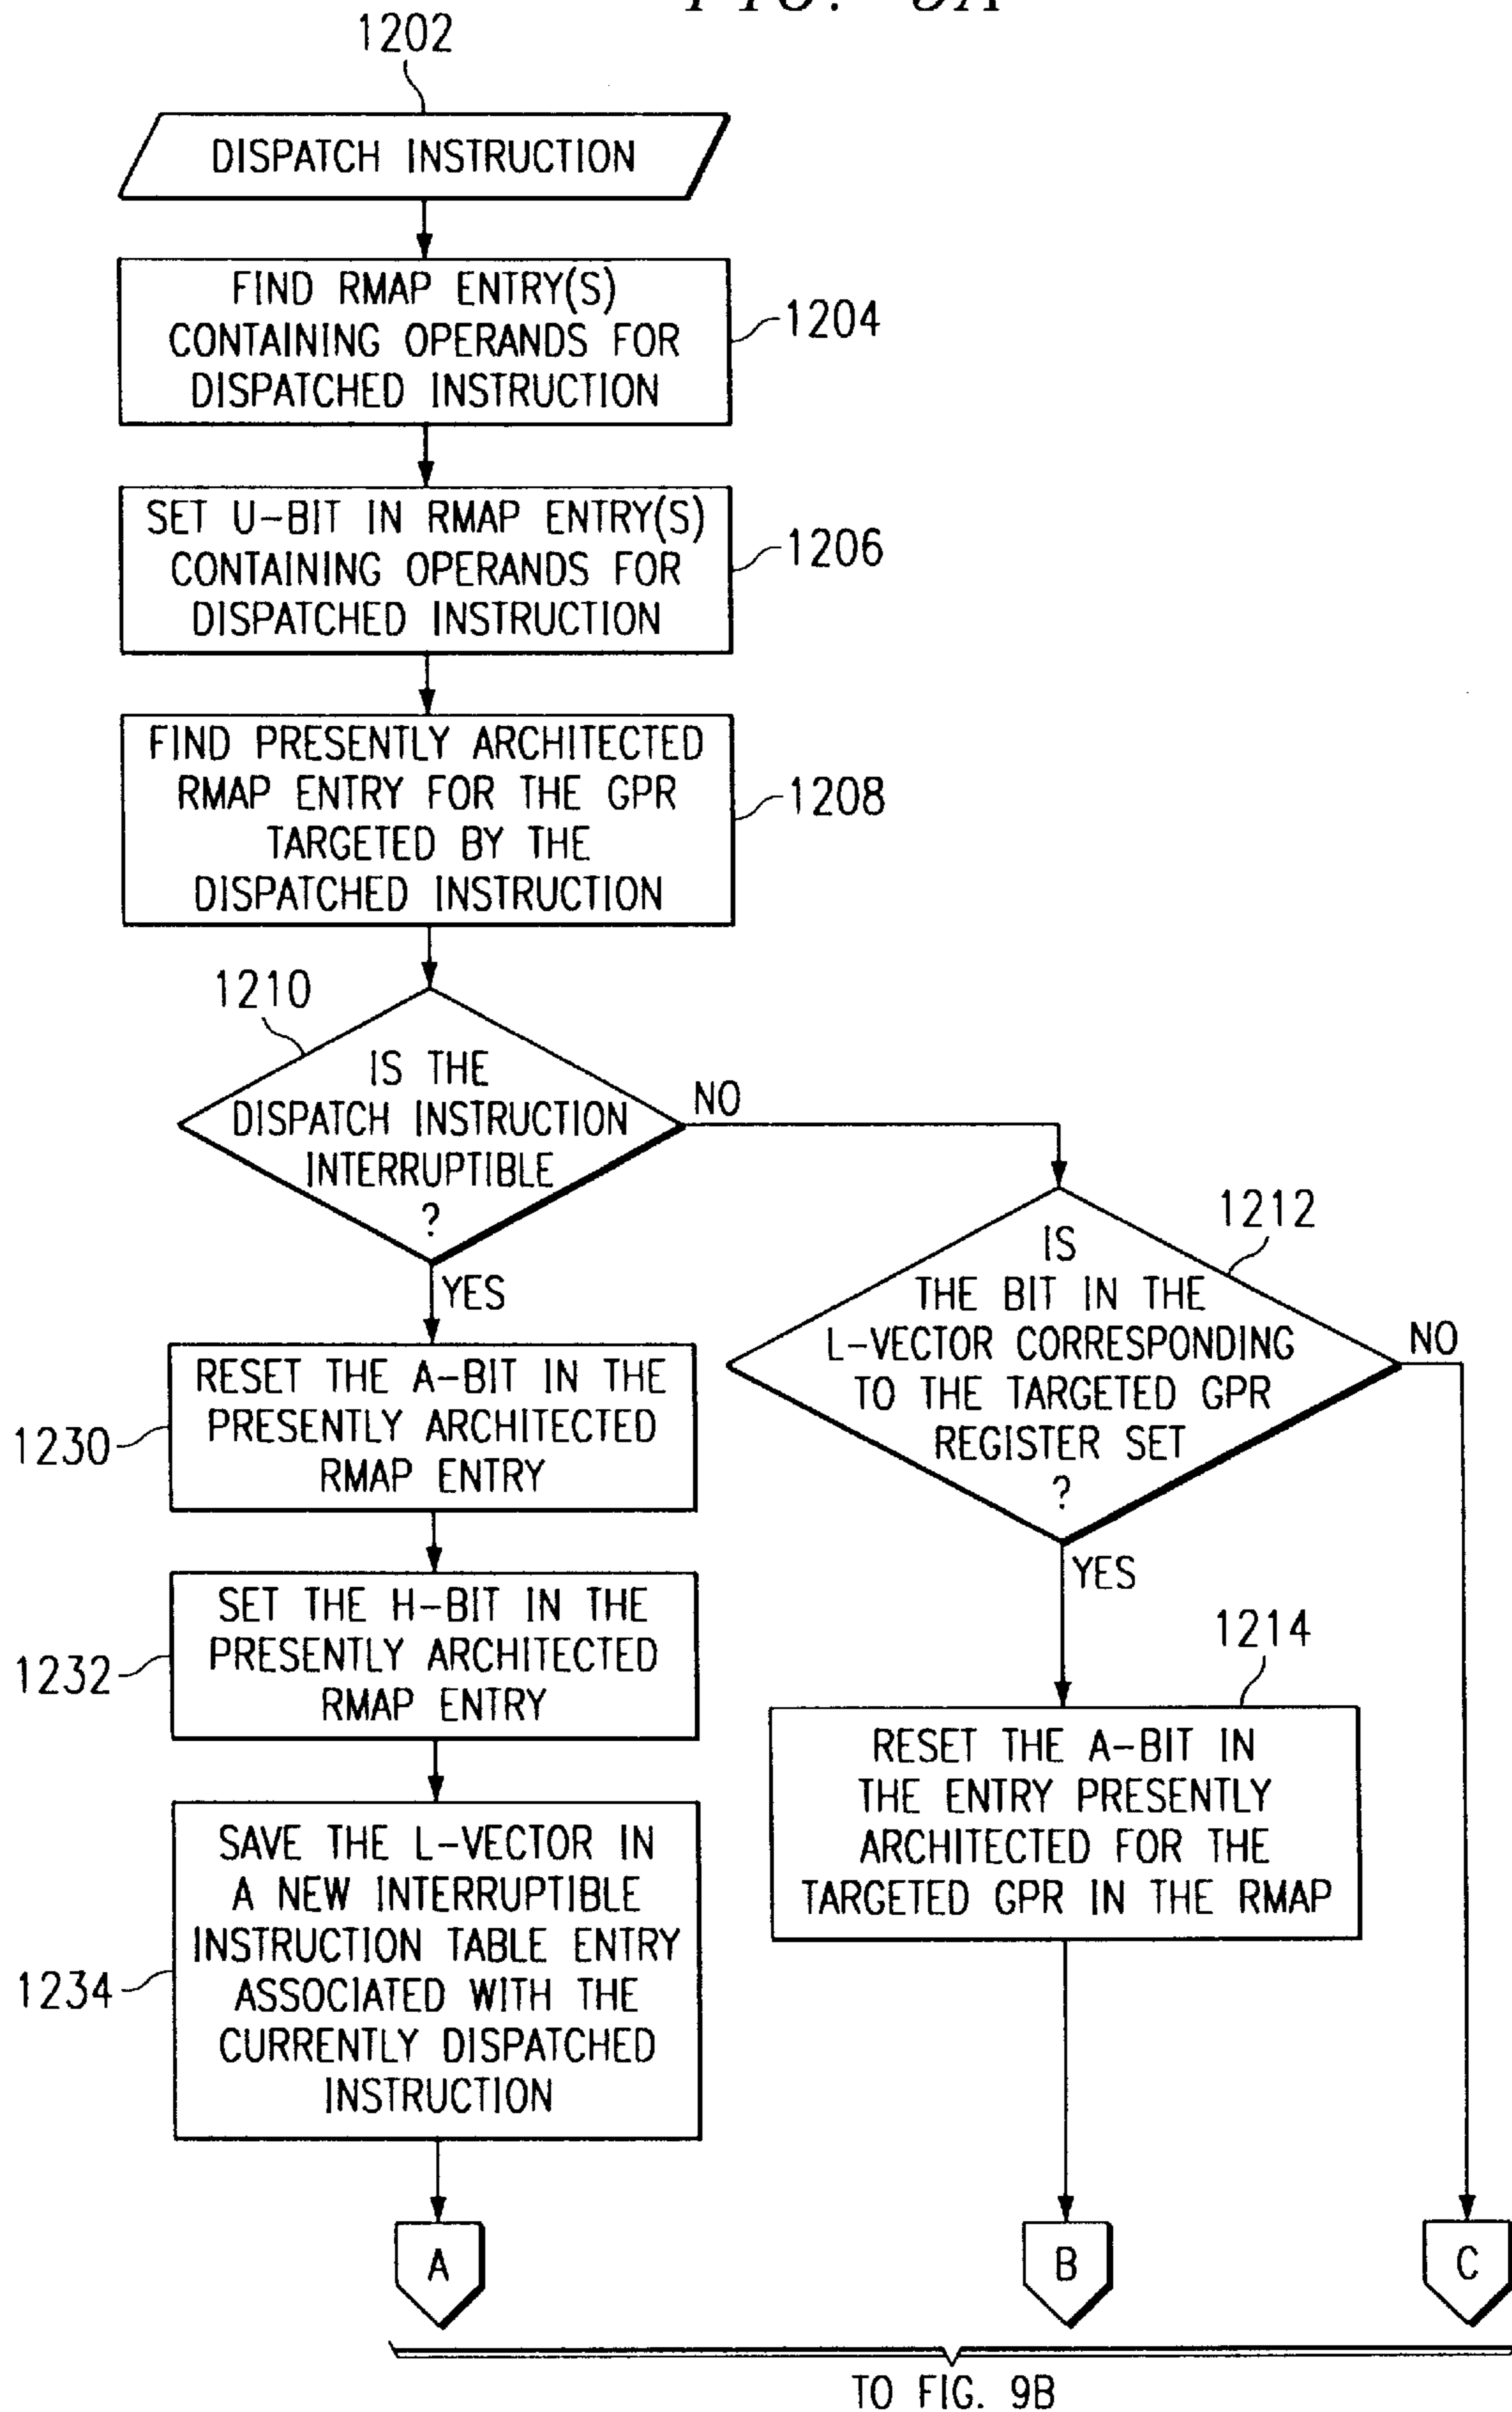 1202
DISPATCH INSTRUCTION
FIND RMAP ENTRY(S)
CONTAINING OPERANDS FOR
DISPATCHED INSTRUCTION
1204
SET U-BIT IN RMAP ENTRY(S)
CONTAINING OPERANDS FOR
DISPATCHED INSTRUCTION
1206
FIND PRESENTLY ARCHITECTED
RMAP ENTRY FOR THE GPR
TARGETED BY THE
DISPATCHED INSTRUCTION
1208
1210
IS THE
DISPATCH INSTRUCTION
INTERRUPTIBLE
?
NO
YES
1212
IS
THE BIT IN THE
L-VECTOR CORRESPONDING
TO THE TARGETED GPR
REGISTER SET
?
NO
YES
RESET THE A-BIT IN THE
PRESENTLY ARCHITECTED
RMAP ENTRY
1230
SET THE H-BIT IN THE
PRESENTLY ARCHITECTED
RMAP ENTRY
1232
1214
RESET THE A-BIT IN
THE ENTRY PRESENTLY
ARCHITECTED FOR THE
TARGETED GPR IN THE RMAP
SAVE THE L-VECTOR IN
A NEW INTERRUPTIBLE
INSTRUCTION TABLE ENTRY
ASSOCIATED WITH THE
CURRENTLY DISPATCHED
INSTRUCTION
1234
A
B
C
TO FIG. 9B